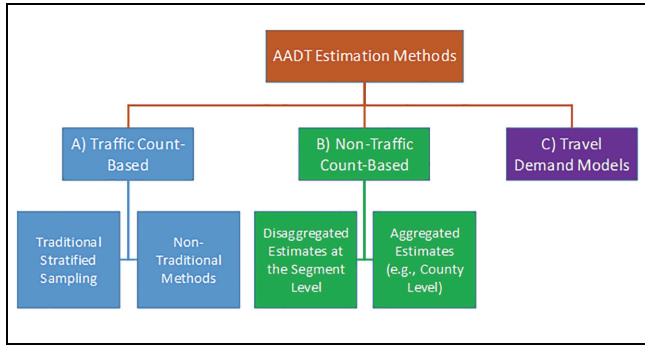 AADT Estimation Methods
A) Traffic Count-
Based
B) Non-Traffic
Count-Based
C) Travel
Demand Models
Traditional
Stratified
Sampling
Non-
Traditional
Methods
Disaggregated
Estimates at
the Segment
Level
Aggregated
Estimates
(e.g., County
Level)